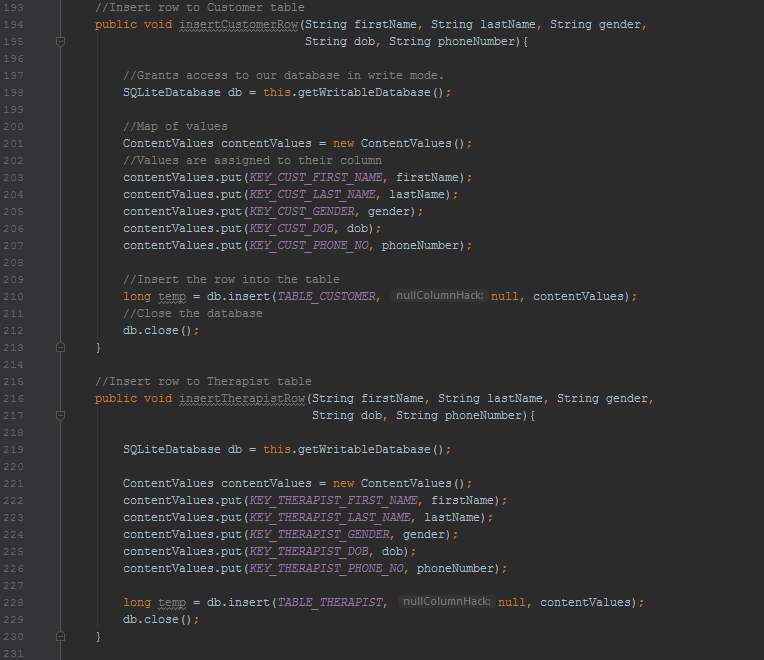 193 //Insert row to Customer table
194 public void insertCustomerRow(String firstName, String lastName, String gender,
195 String dob, String phoneNumber){
196
197 //Grants access to our database in write mode.
198 SQLiteDatabase db = this.getWritableDatabase();
199
200 //Map of values
201 ContentValues contentValues = new ContentValues();
202 //Values are assigned to their column
203 contentValues.put(KEY_CUST_FIRST_NAME, firstName);
204 contentValues.put(KEY_CUST_LAST_NAME, lastName);
205 contentValues.put(KEY_CUST_GENDER, gender);
206 contentValues.put(KEY_CUST_DOB, dob);
207 contentValues.put(KEY_CUST_PHONE_NO, phoneNumber);
208
209 //Insert the row into the table
210 long temp = db.insert(TABLE_CUSTOMER, nullColumnHack: null, contentValues);
211 //Close the database
212 db.close();
213 }
214
215 //Insert row to Therapist table
216 public void insertTherapistRow(String firstName, String lastName, String gender,
217 String dob, String phoneNumber){
218
219 SQLiteDatabase db = this.getWritableDatabase();
220
221 ContentValues contentValues = new ContentValues();
222 contentValues.put(KEY_THERAPIST_FIRST_NAME, firstName);
223 contentValues.put(KEY_THERAPIST_LAST_NAME, lastName);
224 contentValues.put(KEY_THERAPIST_GENDER, gender);
225 contentValues.put(KEY_THERAPIST_DOB, dob);
226 contentValues.put(KEY_THERAPIST_PHONE_NO, phoneNumber);
227
228 long temp = db.insert(TABLE_THERAPIST, nullColumnHack: null, contentValues);
229 db.close();
230 }
231